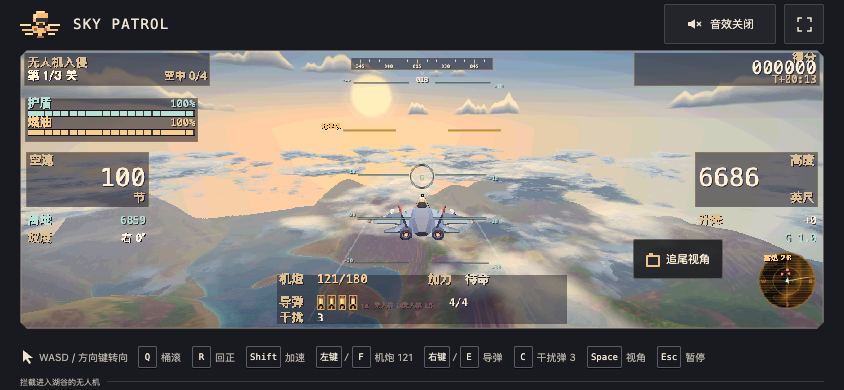 SKY PATROL
音效关闭
无人机入侵
第 1/3 关
空中 0/4
得分
000000
T+00:13
护盾 100%
燃油 100%
空速
100
节
高度
6686
英尺
6859
右 0°
+0
G 1.0
追尾视角
机炮 121/180
加力 待命
导弹 4/4
干扰 3
WASD / 方向键转向 Q 桶滚 R 回正 Shift 加速 左键 / F 机炮 121 右键 / E 导弹 C 干扰弹 3 Space 视角 Esc 暂停
拦截进入湖谷的无人机